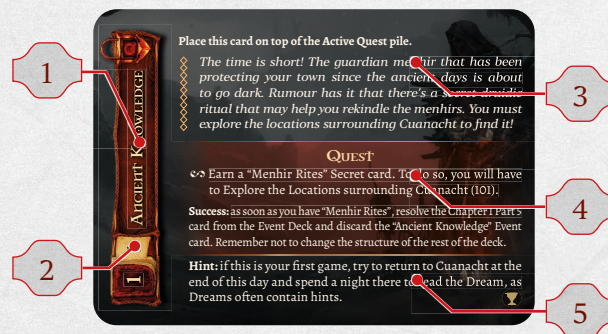 Place this card on top of the Active Quest pile.
The time is short! The guardian menhir that has been
protecting your town since the ancient days is about
to go dark. Rumour has it that there's a secret druidic
ritual that may help you rekindle the menhirs. You must
explore the locations surrounding Cuanacht to find it!
QUEST
Earn a "Menhir Rites" Secret card. To do so, you will have
to Explore the Locations surrounding Cuanacht (101).
Success: as soon as you have "Menhir Rites", resolve the Chapter 1 Part 5
card from the Event Deck and discard the "Ancient Knowledge" Event
card. Remember not to change the structure of the rest of the deck.
Hint: if this is your first game, try to return to Cuanacht at the
end of this day and spend a night there to Read the Dream, as
Dreams often contain hints.
ANCIENT KNOWLEDGE
1
1
2
3
4
5